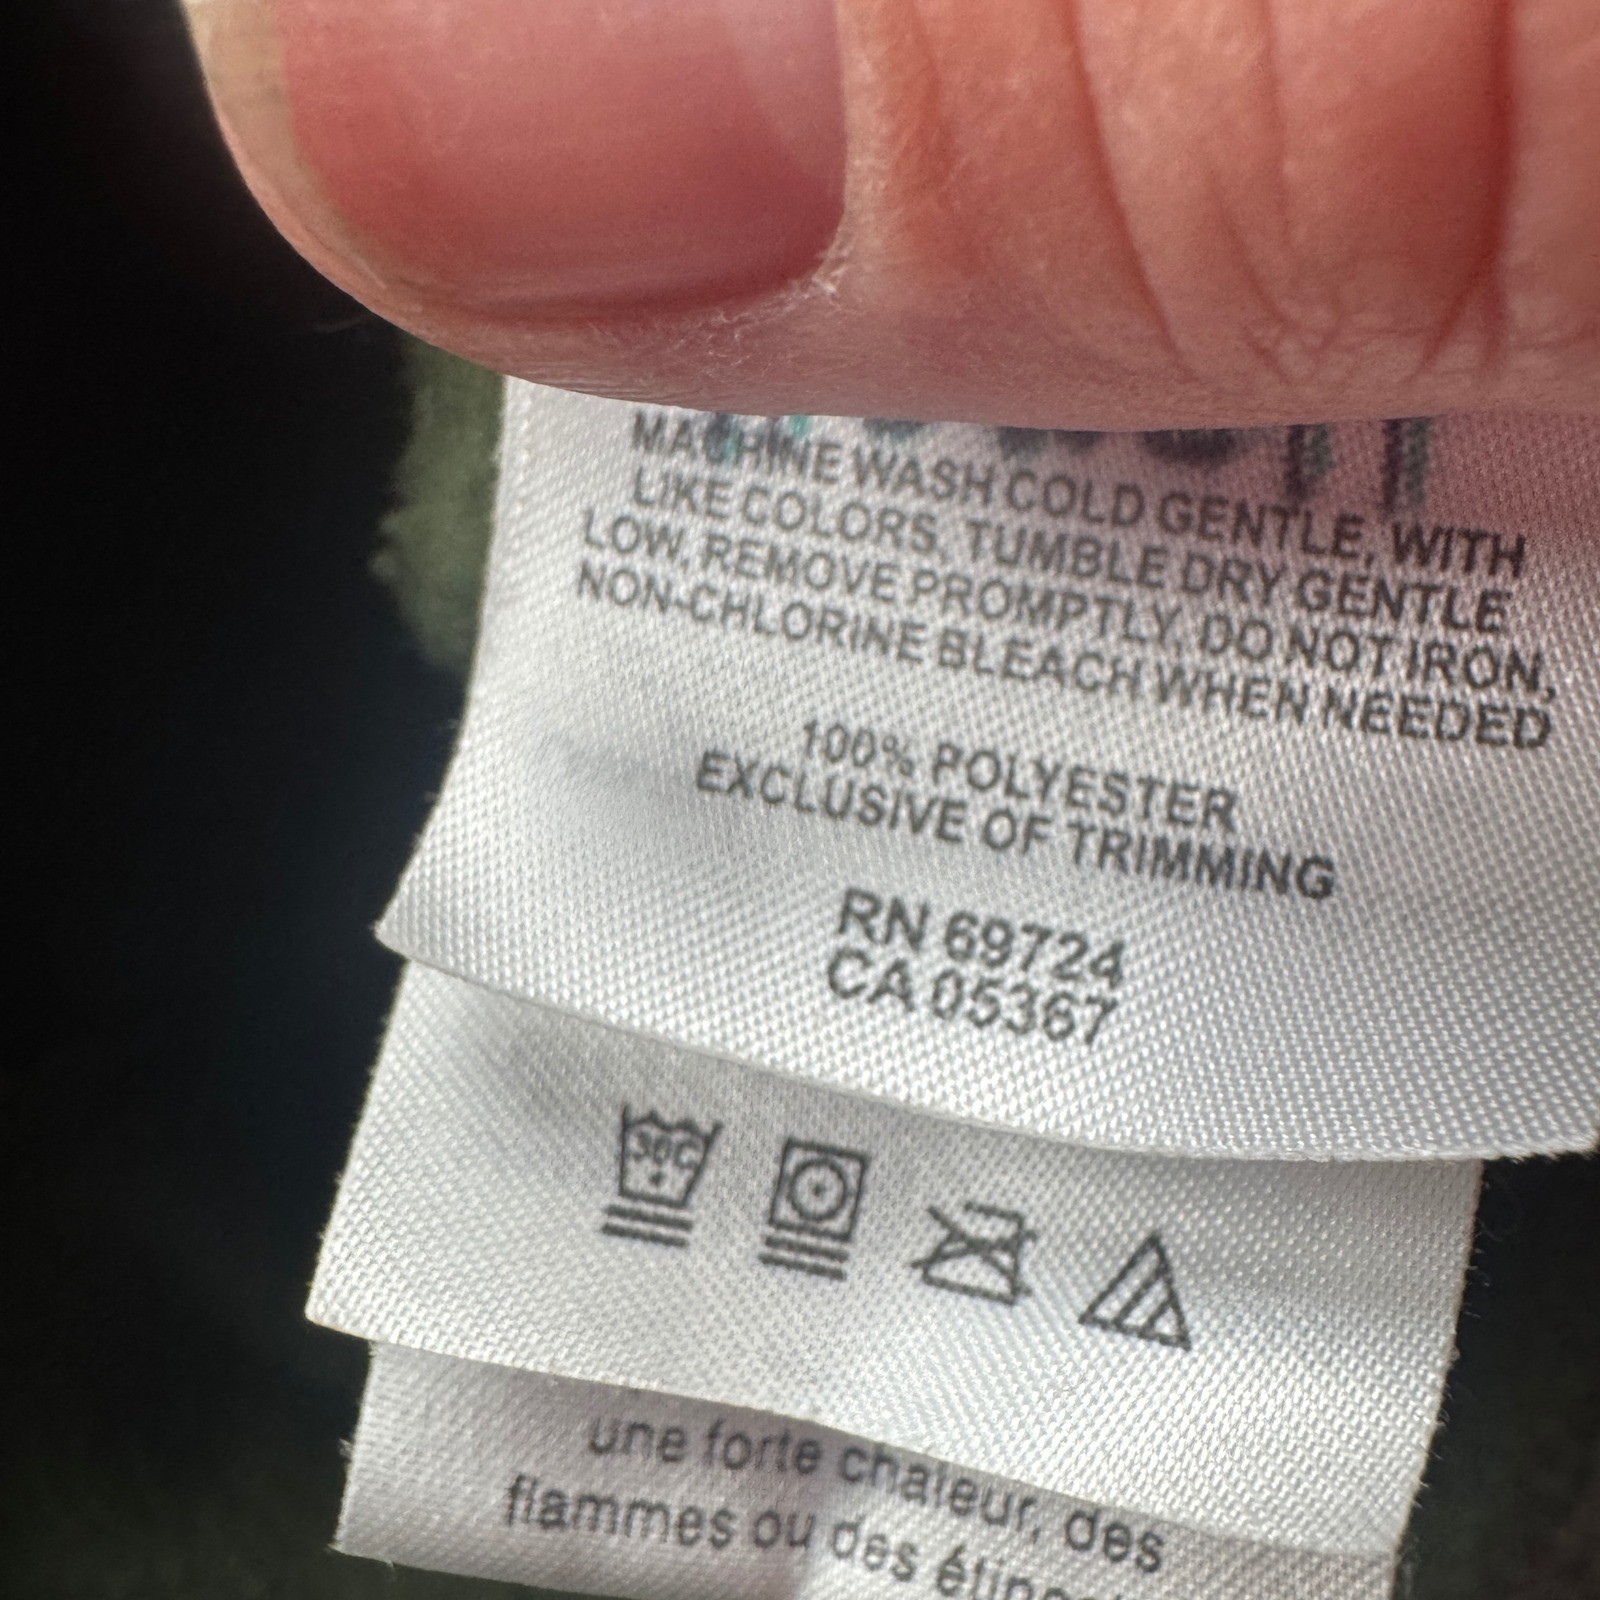 MACHINE WASH COLD GENTLE, WITH
LIKE COLORS, TUMBLE DRY GENTLE
LOW, REMOVE PROMPTLY. DO NOT IRON,
NON-CHLORINE BLEACH WHEN NEEDED
100% POLYESTER
EXCLUSIVE OF TRIMMING
RN 69724
CA 05367
30°C
une forte chaleur, des
flammes ou des